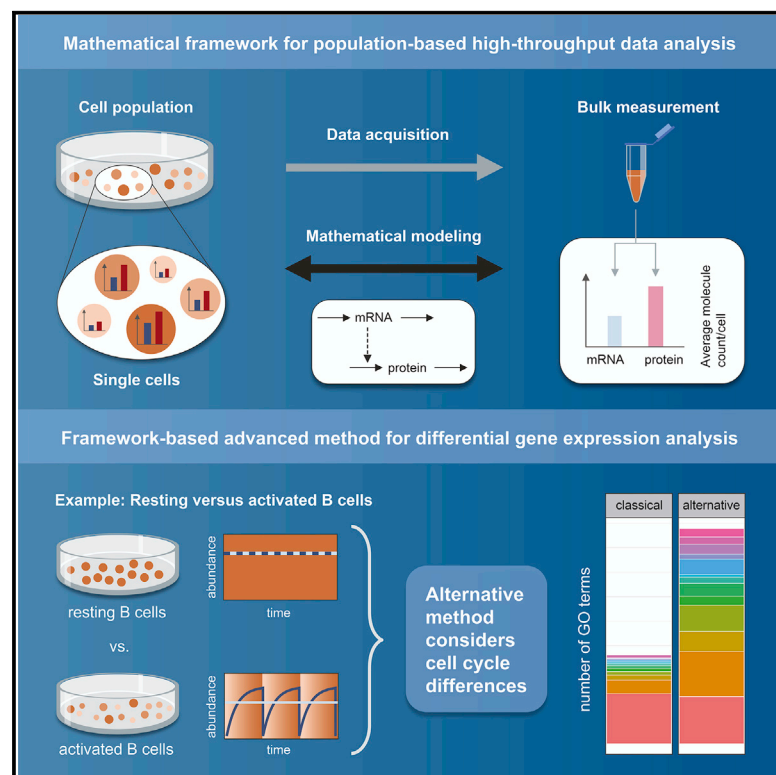 Mathematical framework for population-based high-throughput data analysis
Cell population
Data acquisition
Bulk measurement
Mathematical modeling
mRNA
protein
Single cells
mRNA
protein
Average molecule
count/cell
Framework-based advanced method for differential gene expression analysis
Example: Resting versus activated B cells
resting B cells
abundance
time
vs.
activated B cells
abundance
time
Alternative
method
considers
cell cycle
differences
classical
alternative
number of GO terms